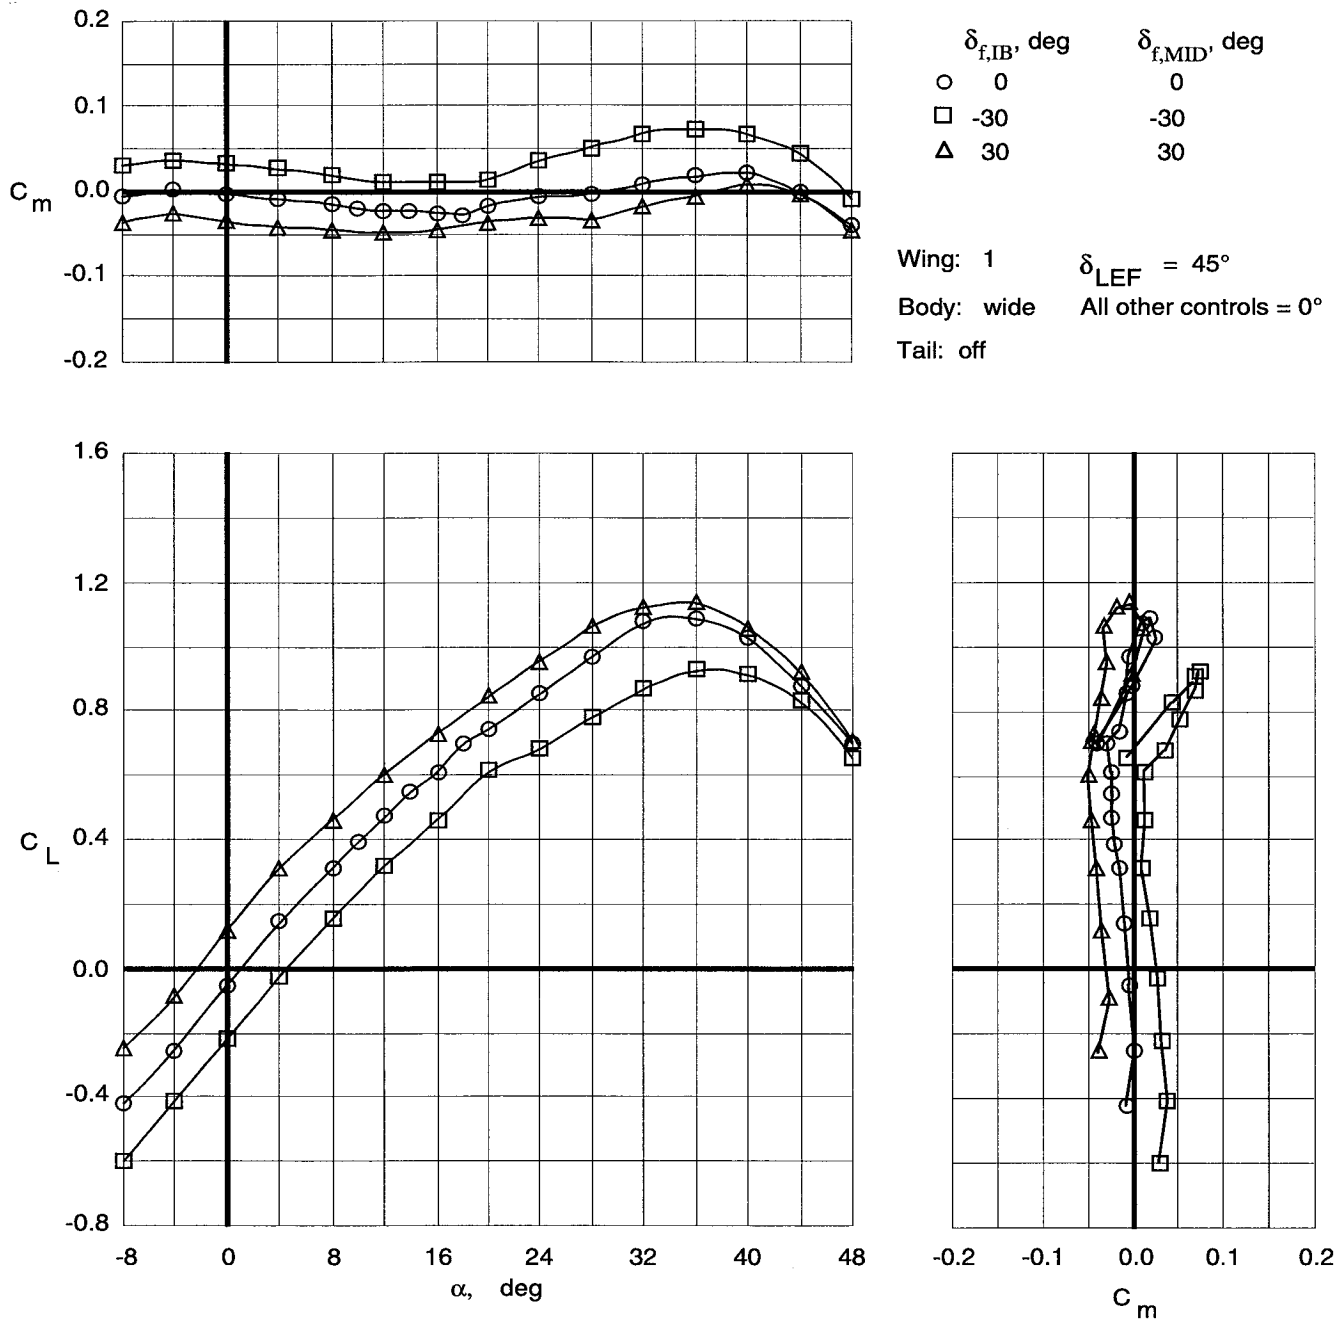 δf,IB, deg δf,MID, deg
0 0
-30 -30
30 30
Wing: 1 δLEF = 45°
Body: wide All other controls = 0°
Tail: off
0.2
0.1
0.0
-0.1
-0.2
Cm
1.6
1.2
0.8
0.4
0.0
-0.4
-0.8
CL
-8 0 8 16 24 32 40 48
α, deg
-0.2 -0.1 0.0 0.1 0.2
Cm